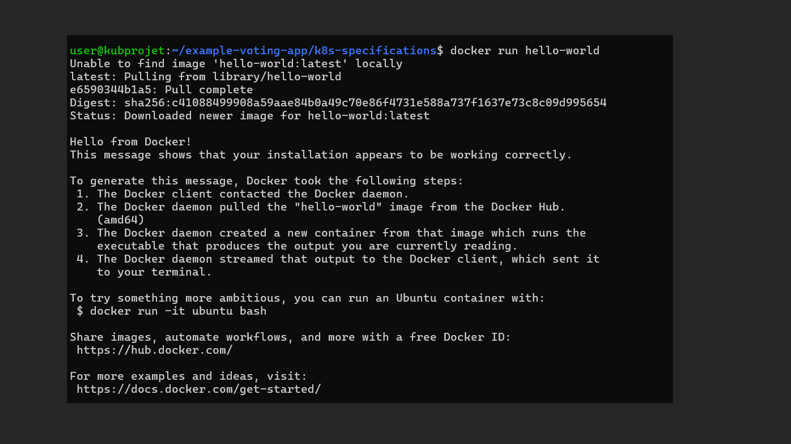 user@kubprojet:~/example-voting-app/k8s-specifications$ docker run hello-world
Unable to find image 'hello-world:latest' locally
latest: Pulling from library/hello-world
e6590344b1a5: Pull complete
Digest: sha256:c41088499908a59aae84b0a49c70e86f4731e588a737f1637e73c8c09d995654
Status: Downloaded newer image for hello-world:latest
Hello from Docker!
This message shows that your installation appears to be working correctly.
To generate this message, Docker took the following steps:
1. The Docker client contacted the Docker daemon.
2. The Docker daemon pulled the "hello-world" image from the Docker Hub.
(amd64)
3. The Docker daemon created a new container from that image which runs the
executable that produces the output you are currently reading.
4. The Docker daemon streamed that output to the Docker client, which sent it
to your terminal.
To try something more ambitious, you can run an Ubuntu container with:
$ docker run -it ubuntu bash
Share images, automate workflows, and more with a free Docker ID:
https://hub.docker.com/
For more examples and ideas, visit:
https://docs.docker.com/get-started/